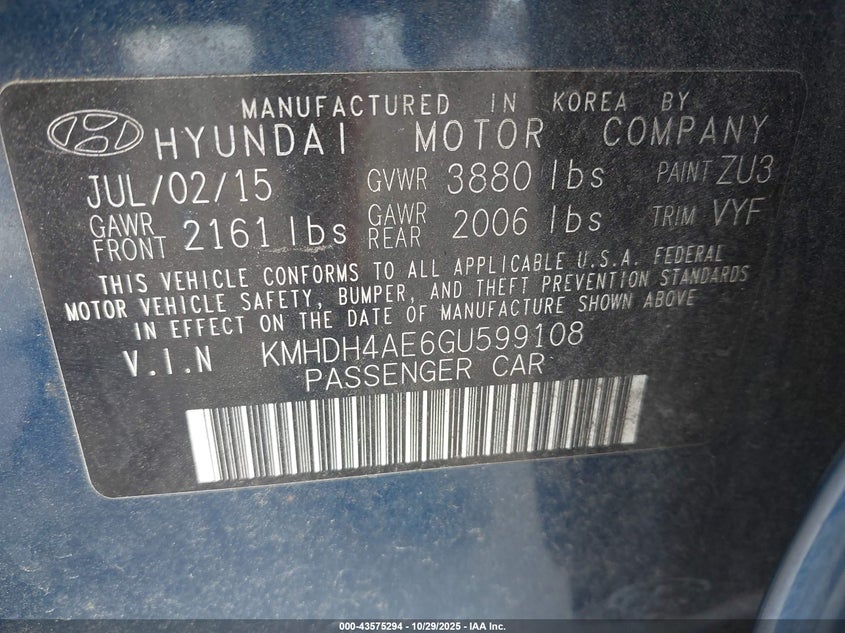 MANUFACTURED IN KOREA BY
HYUNDAI MOTOR COMPANY
JUL/02/15 GVWR 3880 lbs PAINT ZU3
GAWR FRONT 2161 lbs GAWR REAR 2006 lbs TRIM VYF
THIS VEHICLE CONFORMS TO ALL APPLICABLE U.S.A. FEDERAL
MOTOR VEHICLE SAFETY, BUMPER, AND THEFT PREVENTION STANDARDS
IN EFFECT ON THE DATE OF MANUFACTURE SHOWN ABOVE
V.I.N KMHDH4AE6GU599108
PASSENGER CAR
000-43575294 - 10/29/2025 - IAA Inc.